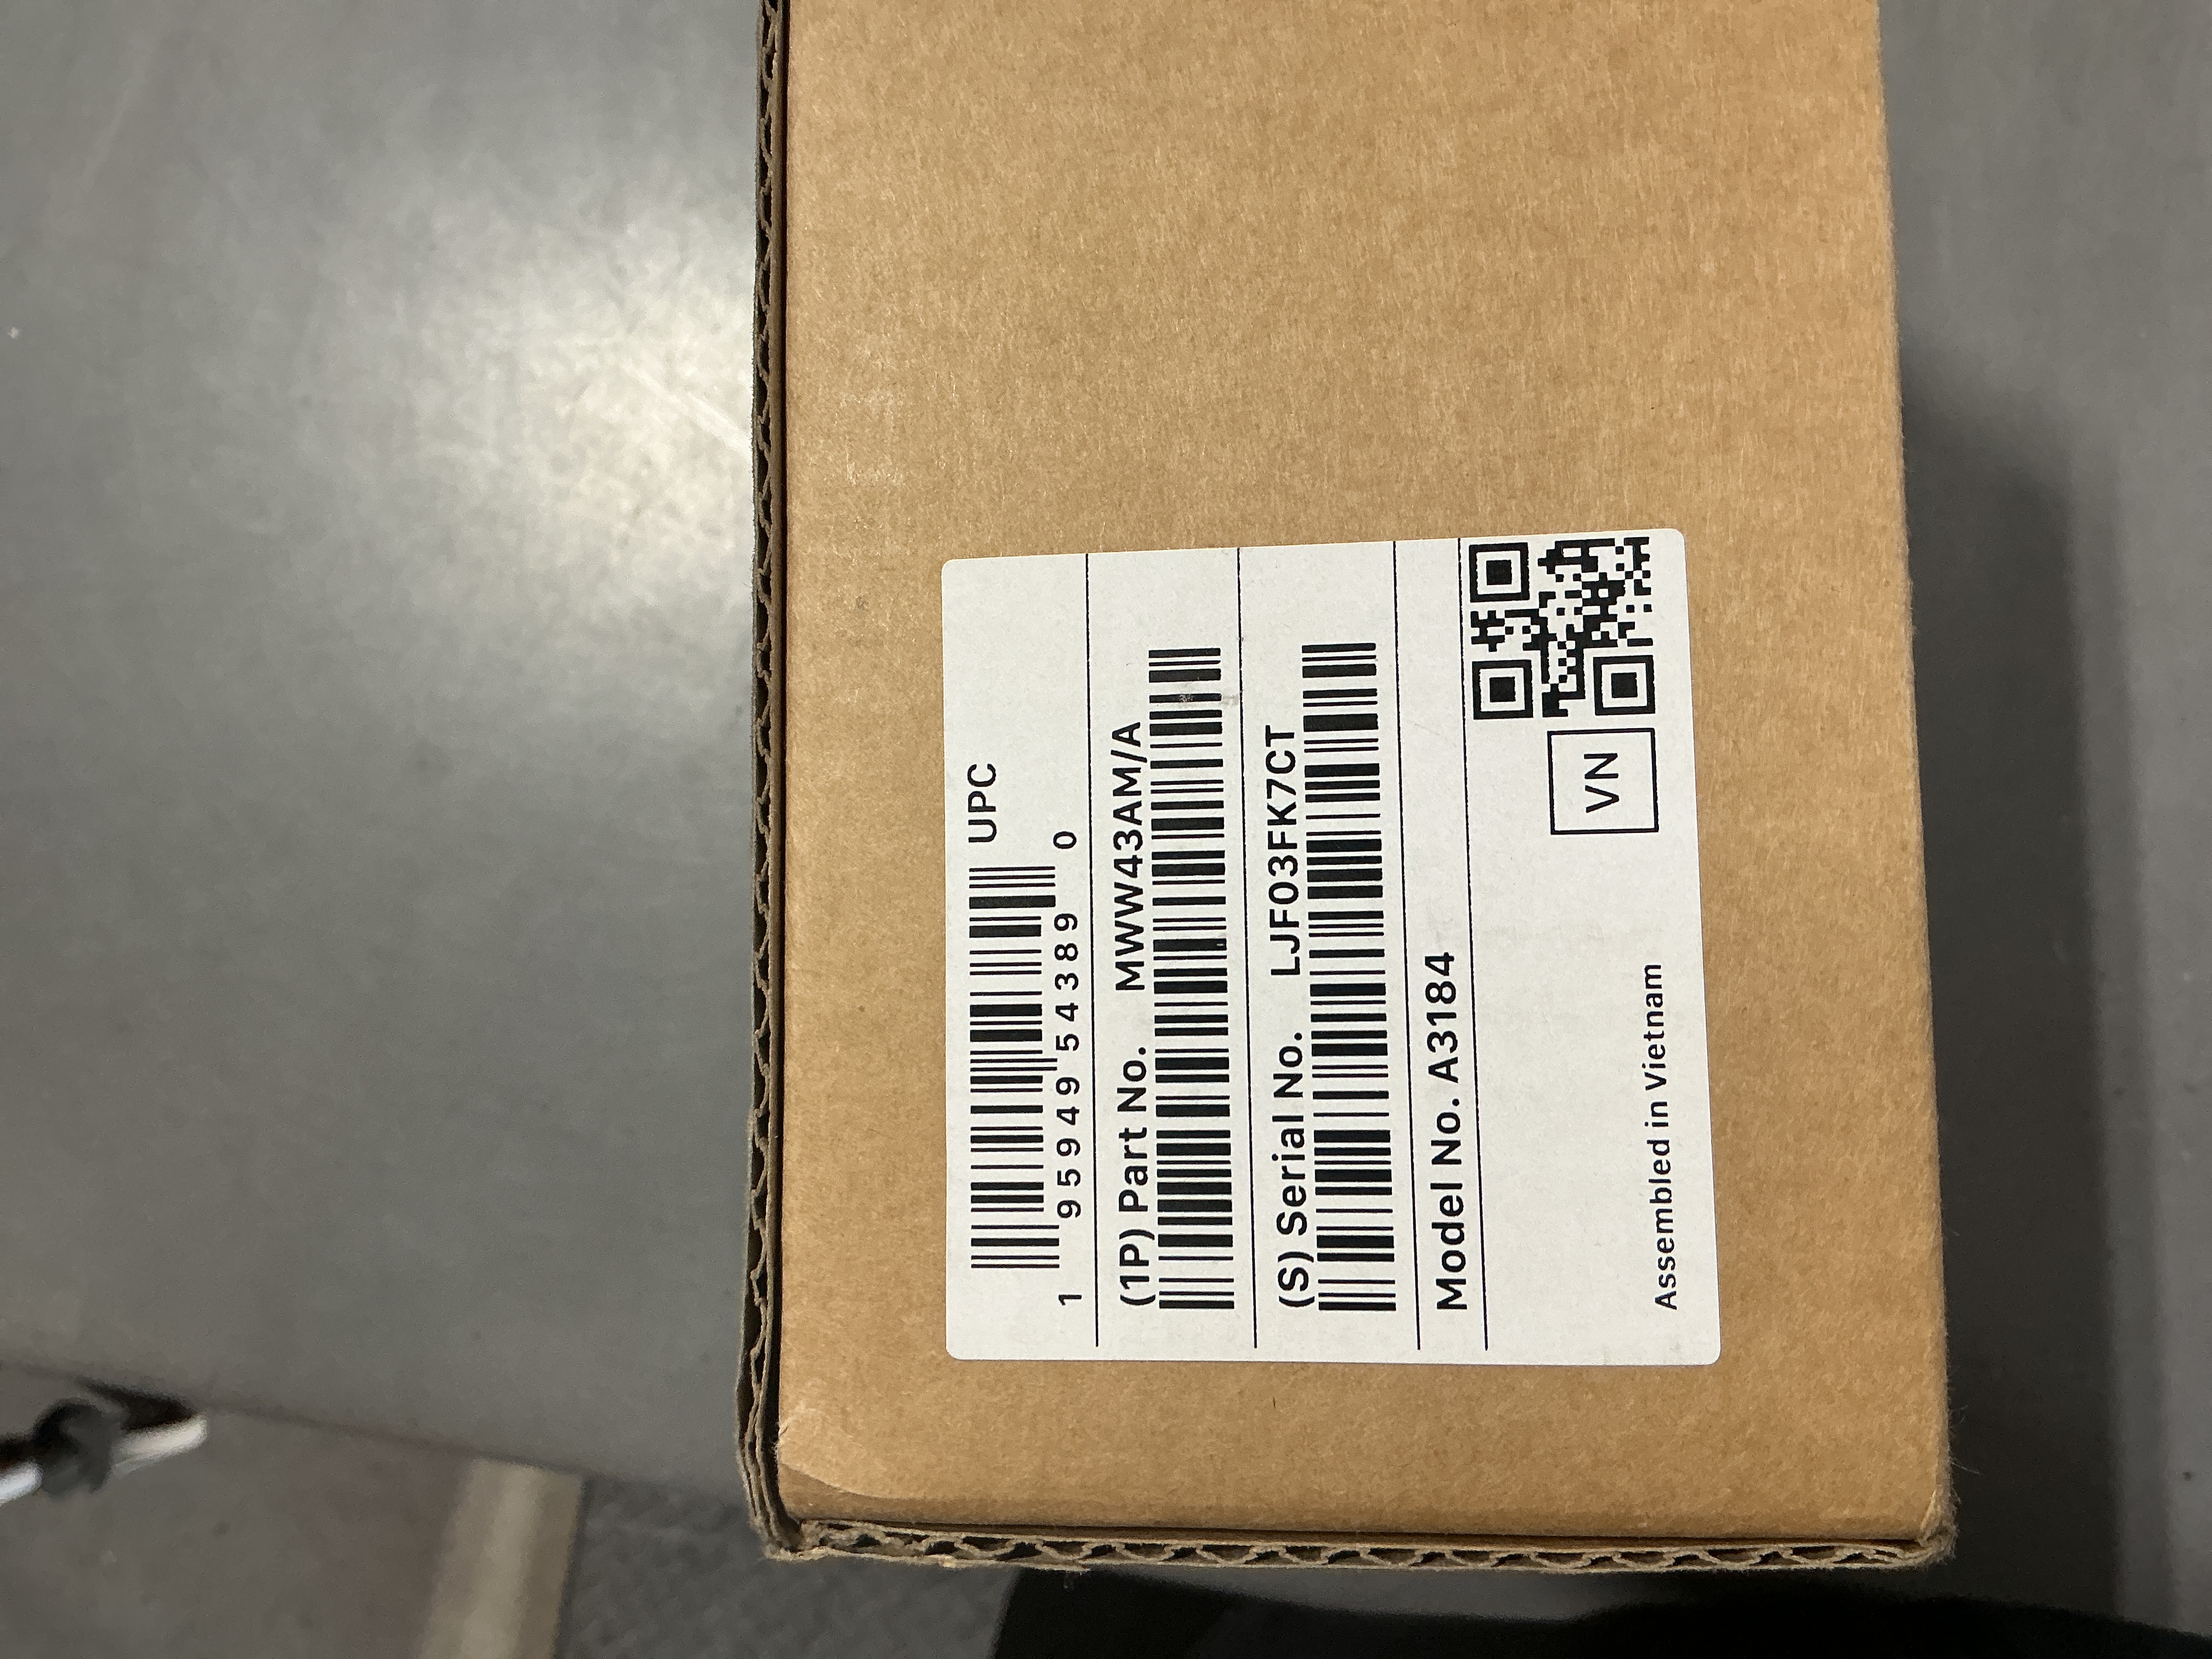 UPC
1 95949 54389 0
(1P) Part No. MWW43AM/A
(S) Serial No. LJF03FK7CT
Model No. A3184
VN
Assembled in Vietnam